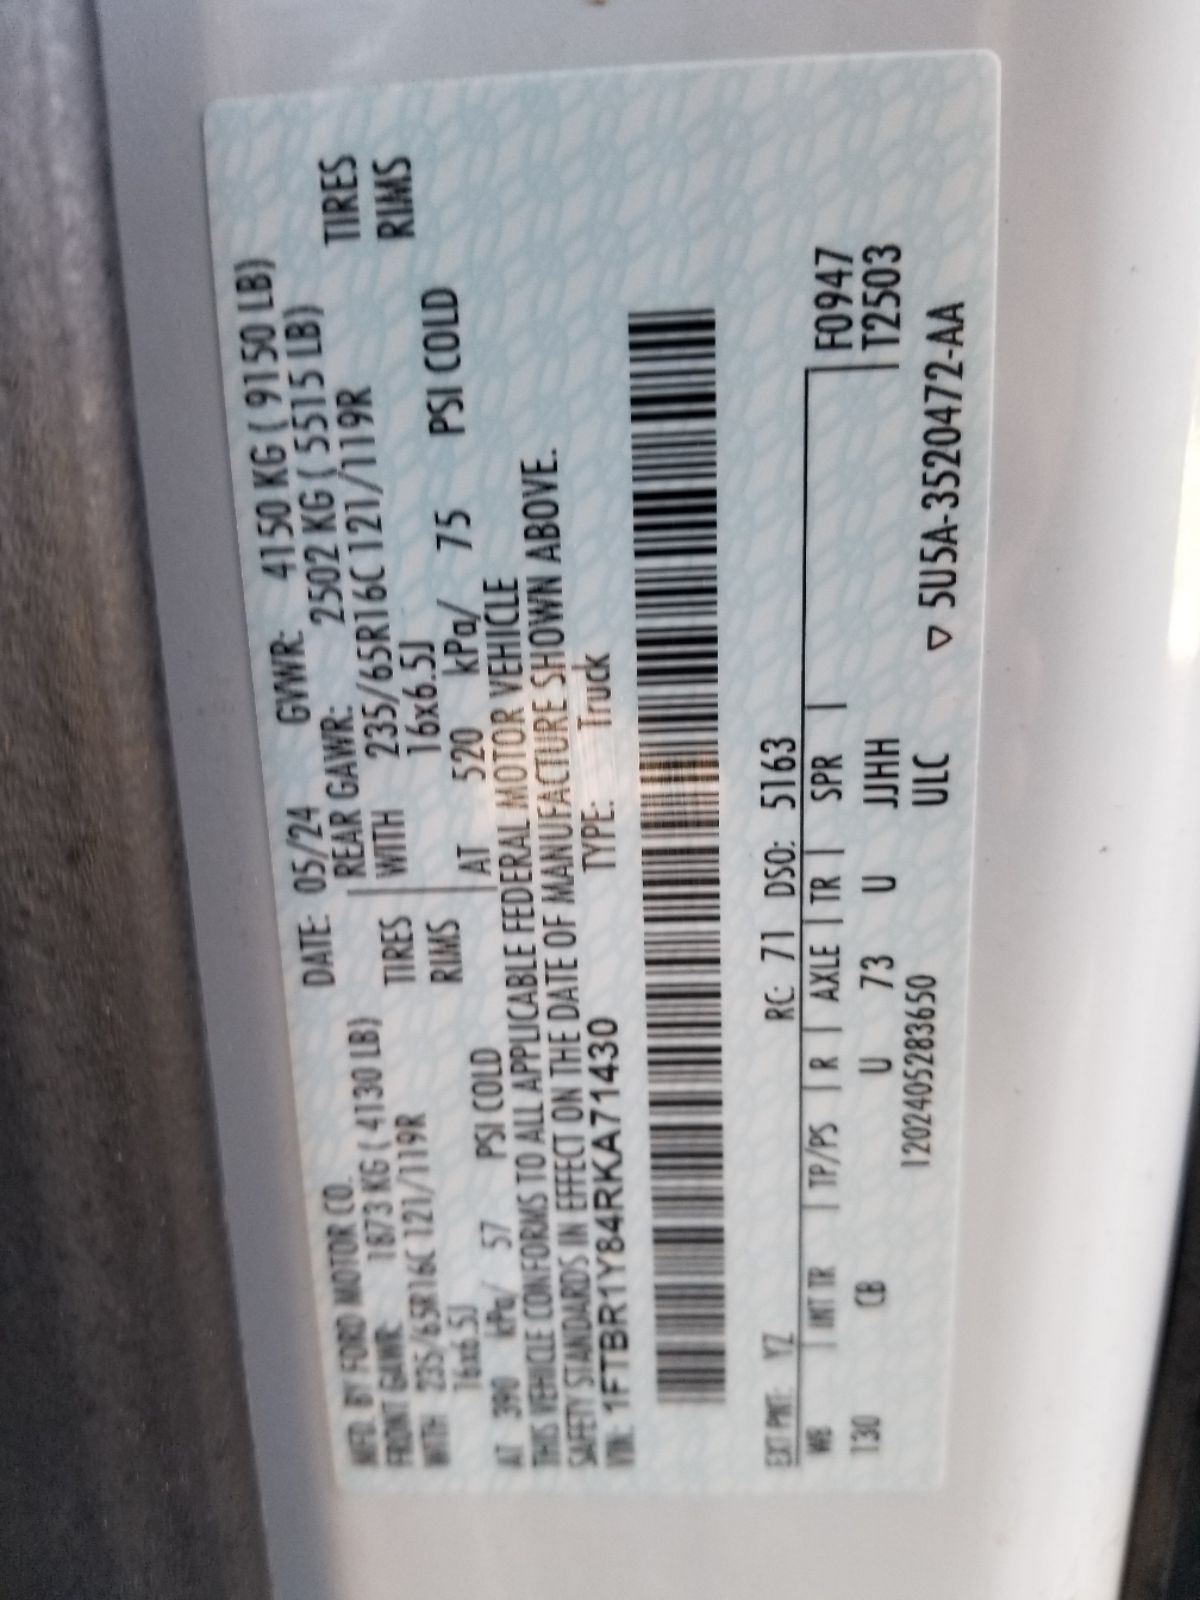 MFD. BY FORD MOTOR CO. DATE: 05/24 GVWR: 4150 KG ( 9150 LB)
FRONT GAWR: 1873 KG ( 4130 LB) REAR GAWR: 2502 KG ( 5515 LB)
WITH 235/65R16C 121/119R TIRES WITH 235/65R16C 121/119R TIRES
16x6.5J RIMS 16x6.5J RIMS
AT 390 kPa/ 57 PSI COLD AT 520 kPa/ 75 PSI COLD
THIS VEHICLE CONFORMS TO ALL APPLICABLE FEDERAL MOTOR VEHICLE
SAFETY STANDARDS IN EFFECT ON THE DATE OF MANUFACTURE SHOWN ABOVE.
VIN: 1FTBR1Y84RKA71430 TYPE: Truck
EXT PNT: YZ RC: 71 DSO: 5163
WB | INT TR | TP/PS | R | AXLE | TR | SPR | F0947
130 CB U 73 U JJHH T2503
120240528365O ULC ▽ 5U5A-3520472-AA